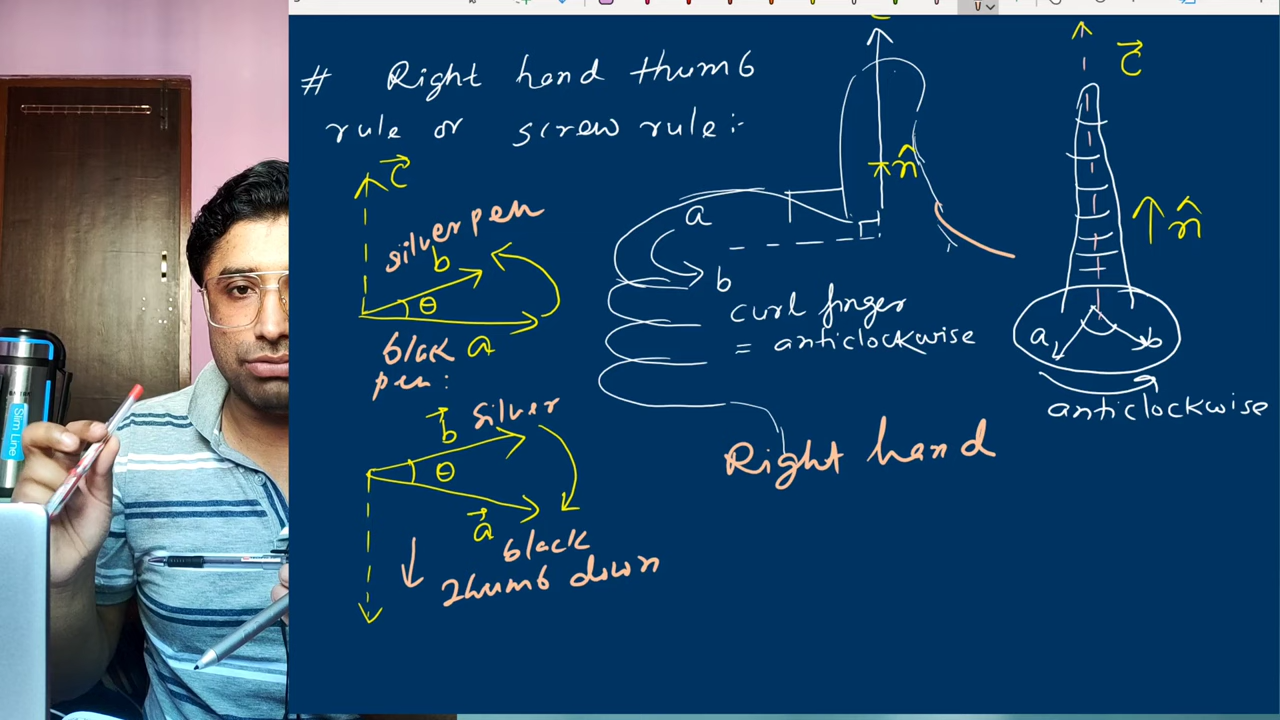 # Right hand thumb
rule or screw rule:-
C⃗
silver pen
b
θ
a
black
pen:
b⃗ silver
θ
a⃗
black
Thumb down
n̂
a
b
curl finger
= anticlockwise
Right hand
C⃗
n̂
a b
anticlockwise
Slim Line